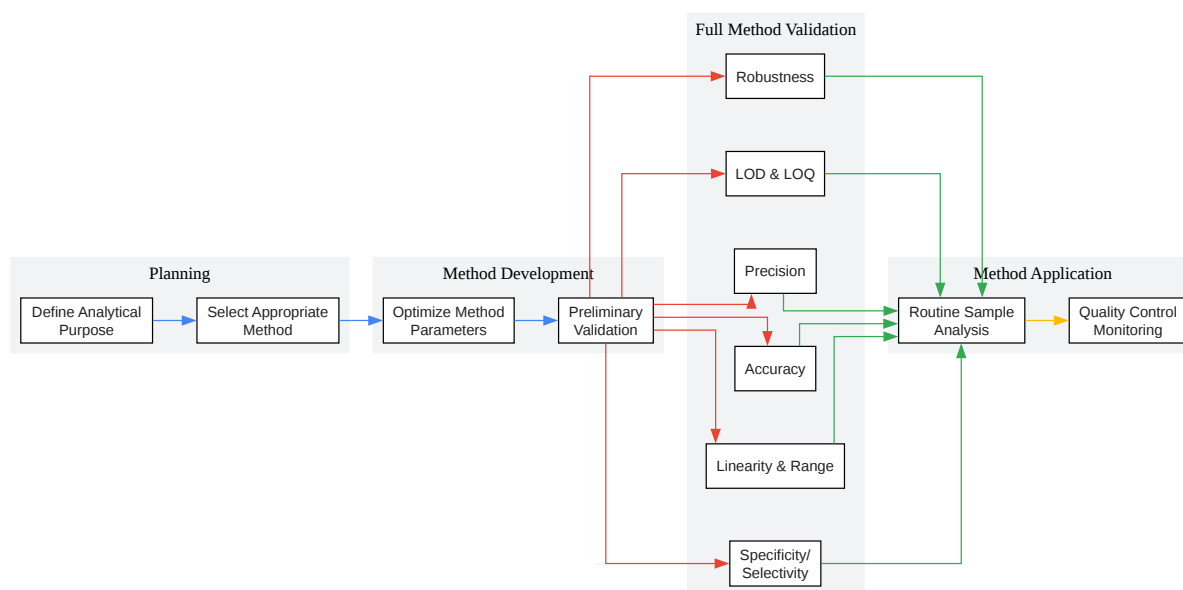 Full Method Validation
Robustness
LOD & LOQ
Precision
Accuracy
Linearity & Range
Specificity/
Selectivity
Planning
Define Analytical
Purpose
Select Appropriate
Method
Method Development
Optimize Method
Parameters
Preliminary
Validation
Method Application
Routine Sample
Analysis
Quality Control
Monitoring